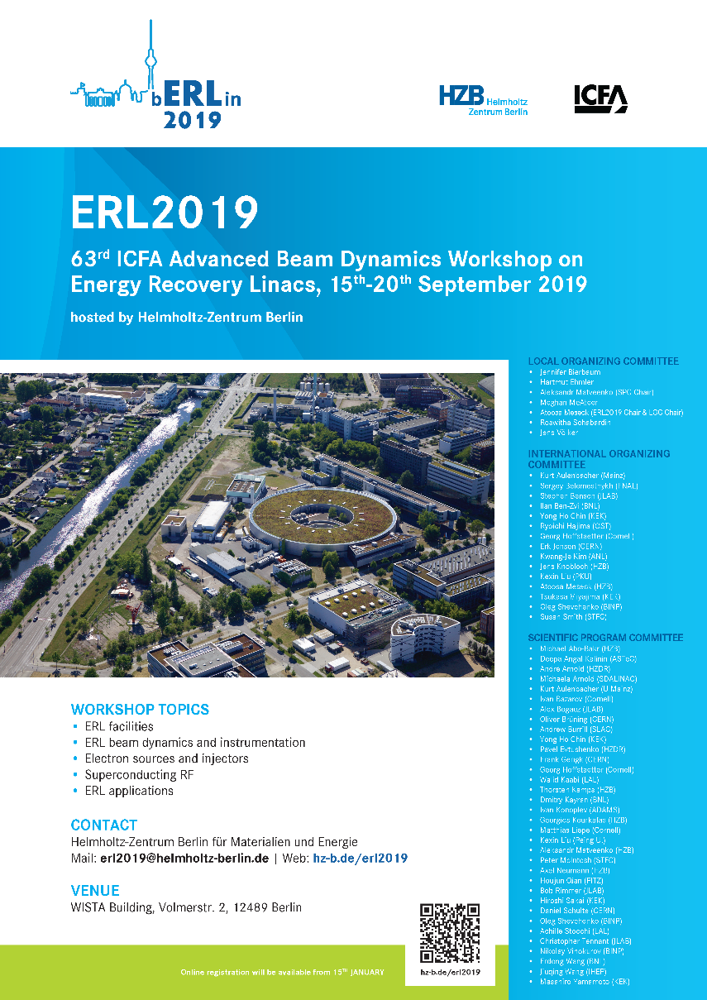 bERLin
2019
HZB Helmholtz
Zentrum Berlin
ICFA
ERL2019
63rd ICFA Advanced Beam Dynamics Workshop on
Energy Recovery Linacs, 15th-20th September 2019
hosted by Helmholtz-Zentrum Berlin
LOCAL ORGANIZING COMMITTEE
• Jennifer Bierbaum
• Hartmut Ehmler
• Aleksandr Matveenko (SPC Chair)
• Meghan McAteer
• Atoosa Meseck (ERL2019 Chair & LOC Chair)
• Roswitha Schabardin
• Jens Völker
INTERNATIONAL ORGANIZING
COMMITTEE
• Kurt Aulenbacher (Mainz)
• Sergey Belomestnykh (FNAL)
• Stephen Benson (JLAB)
• Ilan Ben-Zvi (BNL)
• Yong Ho Chin (KEK)
• Ryoichi Hajima (QST)
• Georg Hoffstaetter (Cornell)
• Erk Jensen (CERN)
• Kwang-Je Kim (ANL)
• Jens Knobloch (HZB)
• Kexin Liu (PKU)
• Atoosa Meseck (HZB)
• Tsukasa Miyajima (KEK)
• Oleg Shevchenko (BINP)
• Susan Smith (STFC)
SCIENTIFIC PROGRAM COMMITTEE
• Michael Abo-Bakr (HZB)
• Deepa Angal-Kalinin (ASTeC)
• André Arnold (HZDR)
• Michaela Arnold (SDALINAC)
• Kurt Aulenbacher (U Mainz)
• Ivan Bazarov (Cornell)
• Alex Bogacz (JLAB)
• Oliver Brüning (CERN)
• Andrew Burrill (SLAC)
• Yong Ho Chin (KEK)
• Pavel Evtushenko (HZDR)
• Frank Gerigk (CERN)
• Georg Hoffstaetter (Cornell)
• Walid Kaabi (LAL)
• Thorsten Kamps (HZB)
• Dmitry Kayran (BNL)
• Ivan Konoplev (ADAMS)
• Georgios Kourkafas (HZB)
• Matthias Liepe (Cornell)
• Kexin Liu (Peing U.)
• Aleksandr Matveenko (HZB)
• Peter McIntosh (STFC)
• Axel Neumann (HZB)
• Houjun Qian (PITZ)
• Bob Rimmer (JLAB)
• Hiroshi Sakai (KEK)
• Daniel Schulte (CERN)
• Oleg Shevchenko (BINP)
• Achille Stocchi (LAL)
• Christopher Tennant (JLAB)
• Nikolay Vinokurov (BINP)
• Erdong Wang (BNL)
• Jiuqing Wang (IHEP)
• Masahiro Yamamoto (KEK)
WORKSHOP TOPICS
• ERL facilities
• ERL beam dynamics and instrumentation
• Electron sources and injectors
• Superconducting RF
• ERL applications
CONTACT
Helmholtz-Zentrum Berlin für Materialien und Energie
Mail: erl2019@helmholtz-berlin.de | Web: hz-b.de/erl2019
VENUE
WISTA Building, Volmerstr. 2, 12489 Berlin
Online registration will be available from 15TH JANUARY
hz-b.de/erl2019